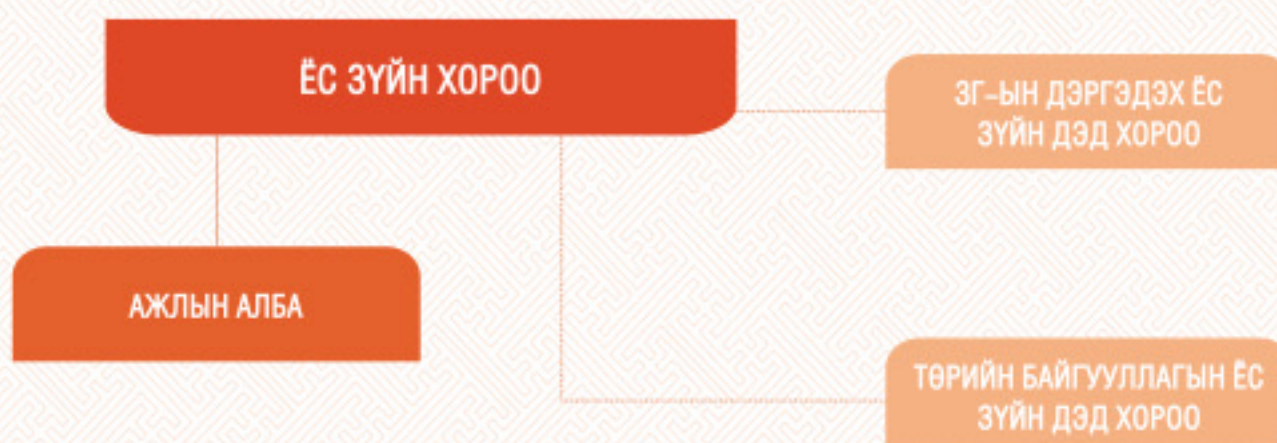 ЁС ЗҮЙН ХОРОО
ЗГ-ЫН ДЭРГЭДЭХ ЁС
ЗҮЙН ДЭД ХОРОО
АЖЛЫН АЛБА
ТӨРИЙН БАЙГУУЛЛАГЫН ЁС
ЗҮЙН ДЭД ХОРОО